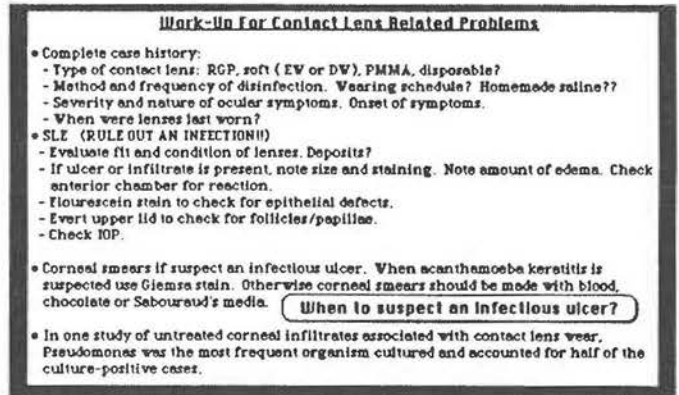 Work-Up For Contact Lens Related Problems
• Complete case history:
- Type of contact lens: RGP, soft (EW or DW), PMMA, disposable?
- Method and frequency of disinfection. Wearing schedule? Homemade saline??
- Severity and nature of ocular symptoms. Onset of symptoms.
- When were lenses last worn?
• SLE (RULE OUT AN INFECTION!!)
- Evaluate fit and condition of lenses. Deposits?
- If ulcer or infiltrate is present, note size and staining. Note amount of edema. Check
anterior chamber for reaction.
- Flourescein stain to check for epithelial defects.
- Evert upper lid to check for follicles/papillae.
- Check IOP.
• Corneal smears if suspect an infectious ulcer. When acanthamoeba keratitis is
suspected use Giemsa stain. Otherwise corneal smears should be made with blood,
chocolate or Sabouraud's media.
When to suspect an infectious ulcer?
• In one study of untreated corneal infiltrates associated with contact lens wear,
Pseudomonas was the most frequent organism cultured and accounted for half of the
culture-positive cases.